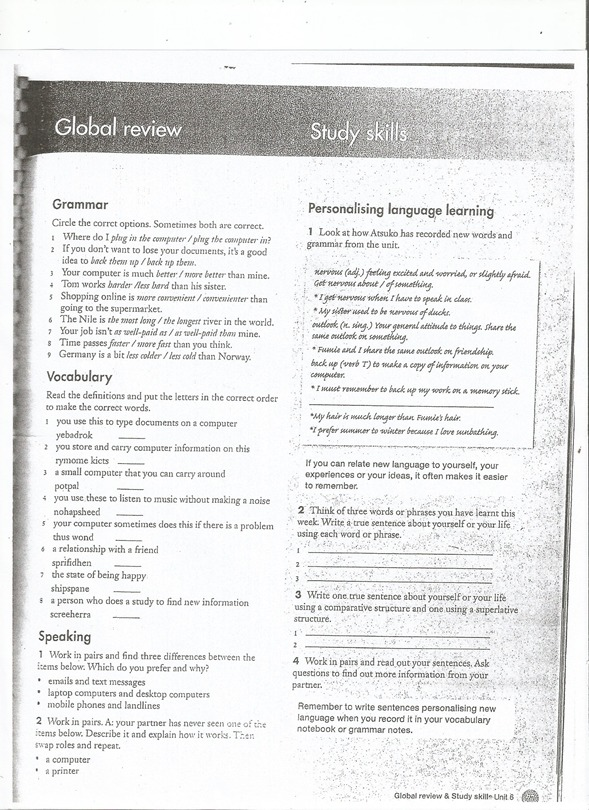 Global review
Grammar
Circle the corrct options. Sometimes both are correct.
1 Where do I plug in the computer / plug the computer in?
2 If you don't want to lose your documents, it's a good
idea to back them up / back up them.
3 Your computer is much better / more better than mine.
4 Tom works harder /less hard than his sister.
5 Shopping online is more convenient / convenienter than
going to the supermarket.
6 The Nile is the most long / the longest river in the world.
7 Your job isn't as well-paid as / as well-paid than mine.
8 Time passes faster / more fast than you think.
9 Germany is a bit less colder / less cold than Norway.
Vocabulary
Read the definitions and put the letters in the correct order
to make the correct words.
1 you use this to type documents on a computer
yebadrok
2 you store and carry computer information on this
rymome kicts
3 a small computer that you can carry around
potpal
4 you use these to listen to music without making a noise
nohapsheed
5 your computer sometimes does this if there is a problem
thus wond
6 a relationship with a friend
sprifidhen
7 the state of being happy
shipspane
8 a person who does a study to find new information
screeherra
Speaking
1 Work in pairs and find three differences between the
items below. Which do you prefer and why?
• emails and text messages
• laptop computers and desktop computers
• mobile phones and landlines
2 Work in pairs. A: your partner has never seen one of the
items below. Describe it and explain how it works. Then
swap roles and repeat.
• a computer
• a printer
Study skills
Personalising language learning
1 Look at how Atsuko has recorded new words and
grammar from the unit.
nervous (adj.) feeling excited and worried, or slightly afraid.
Get nervous about / of something.
* I get nervous when I have to speak in class.
* My sister used to be nervous of ducks.
outlook (n. sing.) Your general attitude to things. Share the
same outlook on something.
* Fumie and I share the same outlook on friendship.
back up (verb T) to make a copy of information on your
computer.
* I must remember to back up my work on a memory stick.
*My hair is much longer than Fumie's hair.
*I prefer summer to winter because I love sunbathing.
If you can relate new language to yourself, your
experiences or your ideas, it often makes it easier
to remember.
2 Think of three words or phrases you have learnt this
week. Write a true sentence about yourself or your life
using each word or phrase.
1
2
3
3 Write one true sentence about yourself or your life
using a comparative structure and one using a superlative
structure.
1
2
4 Work in pairs and read out your sentences. Ask
questions to find out more information from your
partner.
Remember to write sentences personalising new
language when you record it in your vocabulary
notebook or grammar notes.
Global review & Study skills Unit 6